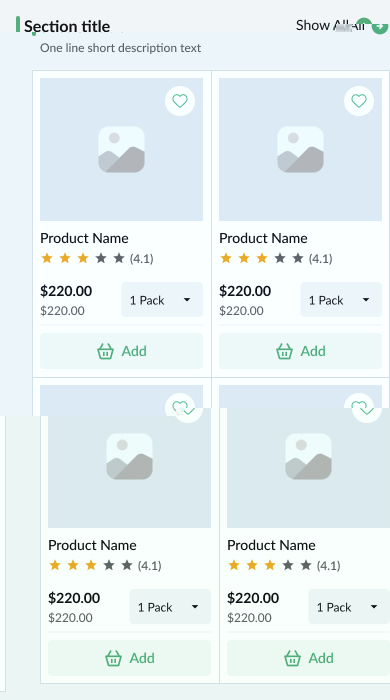 Section title
Show All
One line short description text
Product Name Product Name
(4.1) (4.1)
$220.00 1 Pack $220.00 1 Pack
$220.00 $220.00
Add Add
Product Name Product Name
(4.1) (4.1)
$220.00 1 Pack $220.00 1 Pack
$220.00 $220.00
Add Add